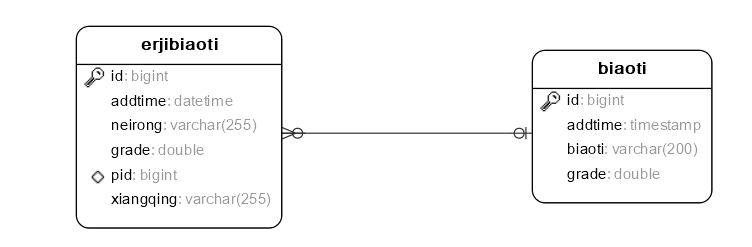 erjibiaoti
id: bigint
addtime: datetime
neirong: varchar(255)
grade: double
pid: bigint
xiangqing: varchar(255)
biaoti
id: bigint
addtime: timestamp
biaoti: varchar(200)
grade: double